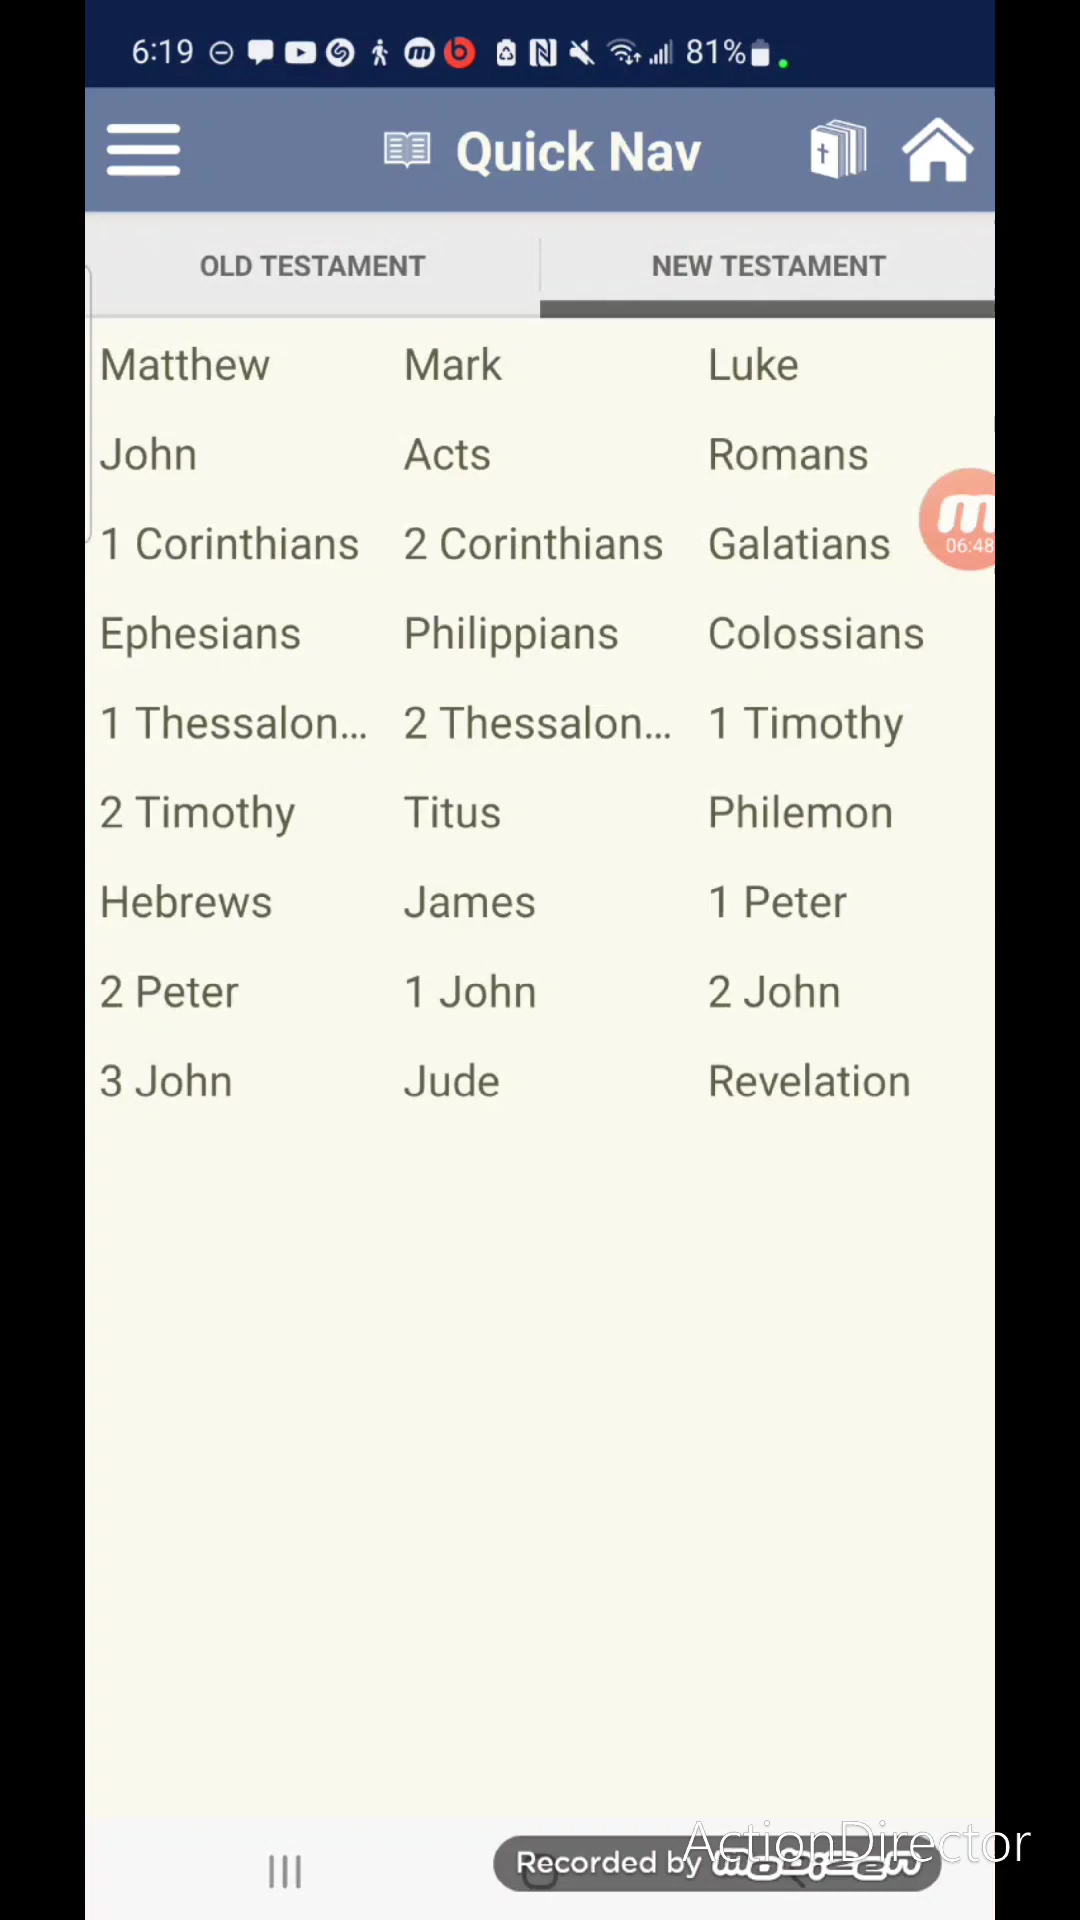 6:19 81%
Quick Nav
OLD TESTAMENT NEW TESTAMENT
Matthew Mark Luke
John Acts Romans
1 Corinthians 2 Corinthians Galatians
06:48
Ephesians Philippians Colossians
1 Thessalon... 2 Thessalon... 1 Timothy
2 Timothy Titus Philemon
Hebrews James 1 Peter
2 Peter 1 John 2 John
3 John Jude Revelation
ActionDirector
Recorded by mobizen